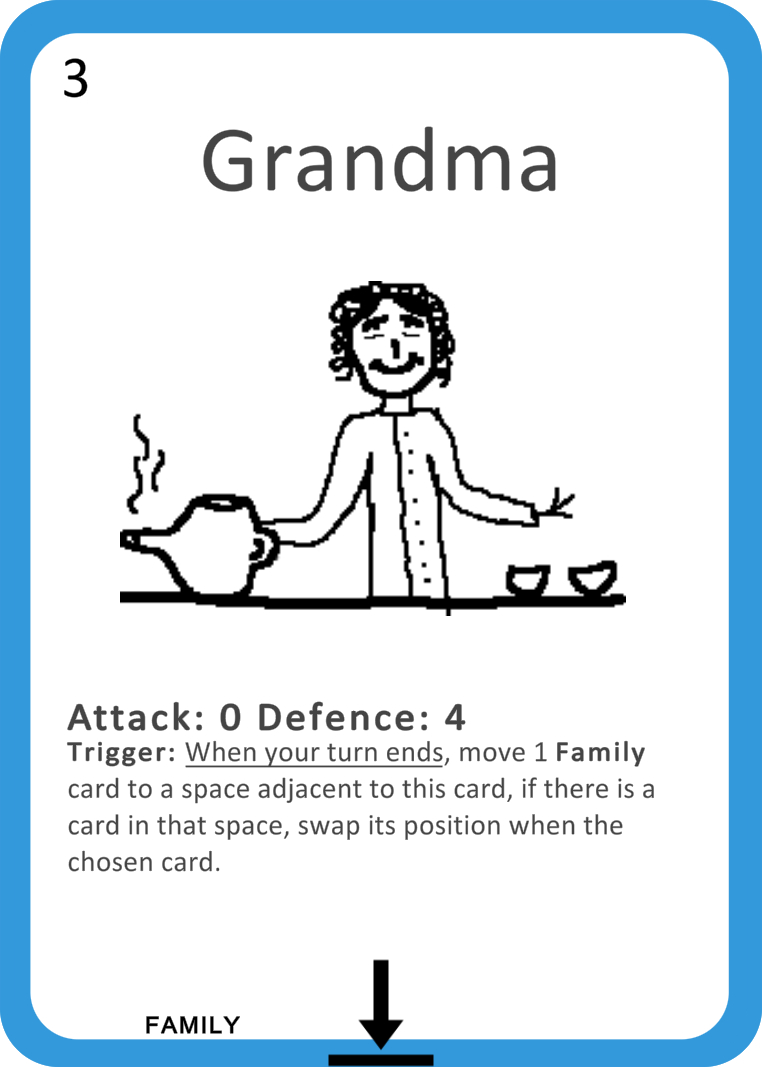 3
Grandma
Attack: 0 Defence: 4
Trigger: When your turn ends, move 1 Family
card to a space adjacent to this card, if there is a
card in that space, swap its position when the
chosen card.
FAMILY